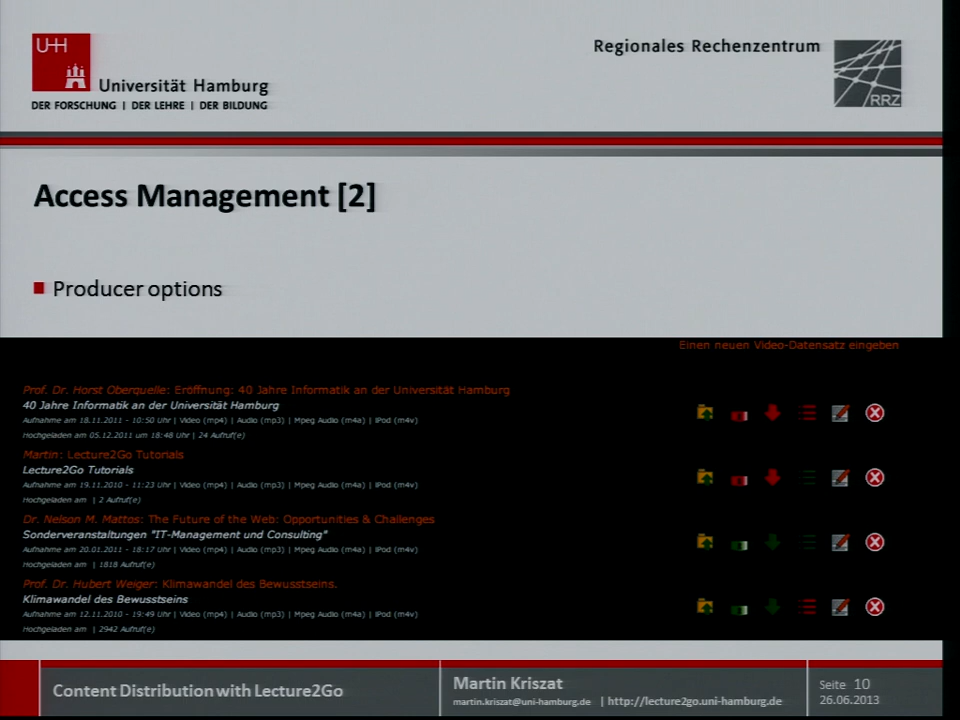 UHH
Universität Hamburg
DER FORSCHUNG | DER LEHRE | DER BILDUNG
Regionales Rechenzentrum
RRZ
Access Management [2]
Producer options
Einen neuen Video-Datensatz eingeben
Prof. Dr. Horst Oberquelle: Eröffnung: 40 Jahre Informatik an der Universität Hamburg
40 Jahre Informatik an der Universität Hamburg
Aufnahme am 18.11.2011 - 10:50 Uhr | Video (mp4) | Audio (mp3) | Mpeg Audio (m4a) | iPod (m4v)
Hochgeladen am 05.12.2011 um 18:48 Uhr | 24 Aufruf(e)
Martin: Lecture2Go Tutorials
Lecture2Go Tutorials
Aufnahme am 19.11.2010 - 11:23 Uhr | Video (mp4) | Audio (mp3) | Mpeg Audio (m4a) | iPod (m4v)
Hochgeladen am | 2 Aufruf(e)
Dr. Nelson M. Mattos: The Future of the Web: Opportunities & Challenges
Sonderveranstaltungen "IT-Management und Consulting"
Aufnahme am 20.01.2011 - 18:17 Uhr | Video (mp4) | Audio (mp3) | Mpeg Audio (m4a) | iPod (m4v)
Hochgeladen am | 1818 Aufruf(e)
Prof. Dr. Hubert Weiger: Klimawandel des Bewusstseins.
Klimawandel des Bewusstseins
Aufnahme am 12.11.2010 - 19:49 Uhr | Video (mp4) | Audio (mp3) | Mpeg Audio (m4a) | iPod (m4v)
Hochgeladen am | 2942 Aufruf(e)
Content Distribution with Lecture2Go
Martin Kriszat
martin.kriszat@uni-hamburg.de | http://lecture2go.uni-hamburg.de
Seite 10
26.06.2013